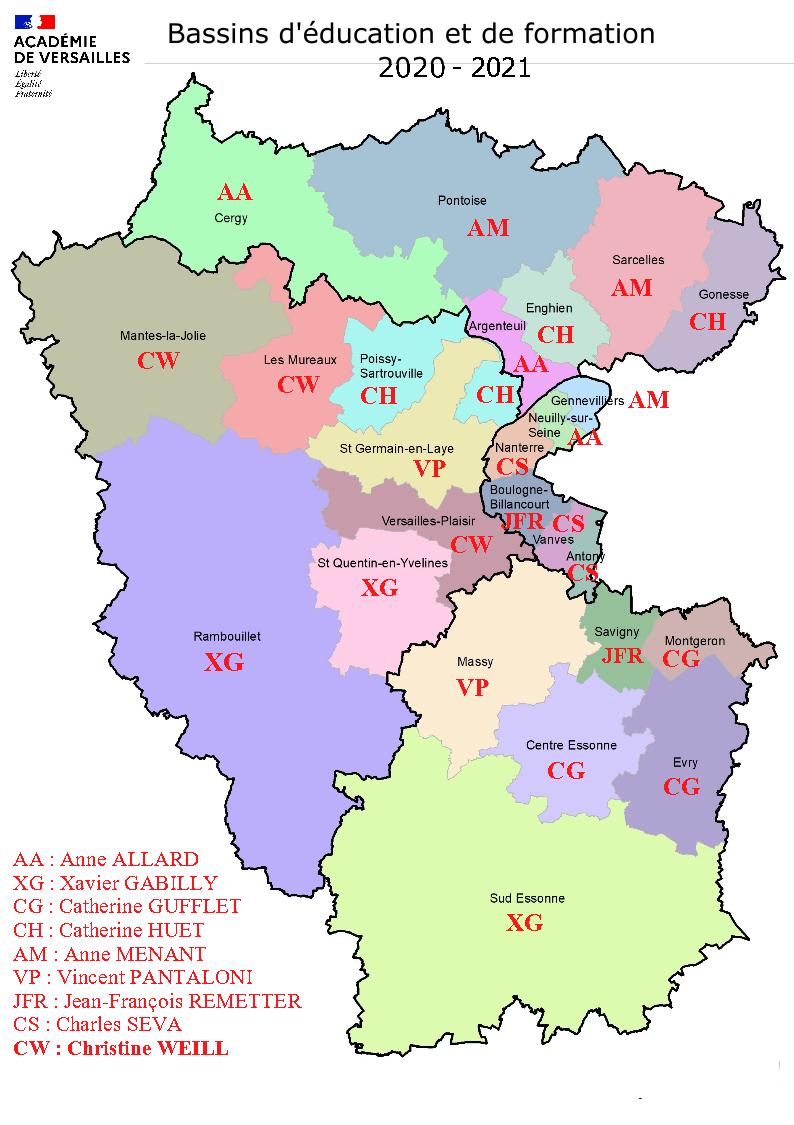 ACADÉMIE
DE VERSAILLES
Liberté
Égalité
Fraternité
Bassins d'éducation et de formation
2020 - 2021
AA
Cergy
Pontoise
AM
Sarcelles
AM
Gonesse
CH
Enghien
CH
Argenteuil
AA
Mantes-la-Jolie
CW
Les Mureaux
CW
Poissy-
Sartrouville
CH
CH
Gennevilliers
AM
Neuilly-sur-
Seine
AA
St Germain-en-Laye
VP
Nanterre
CS
Boulogne-
Billancourt
JFR
CS
Vanves
Antony
CS
Versailles-Plaisir
CW
St Quentin-en-Yvelines
XG
Rambouillet
XG
Massy
VP
Savigny
JFR
Montgeron
CG
Centre Essonne
CG
Evry
CG
Sud Essonne
XG
AA : Anne ALLARD
XG : Xavier GABILLY
CG : Catherine GUFFLET
CH : Catherine HUET
AM : Anne MENANT
VP : Vincent PANTALONI
JFR : Jean-François REMETTER
CS : Charles SEVA
CW : Christine WEILL